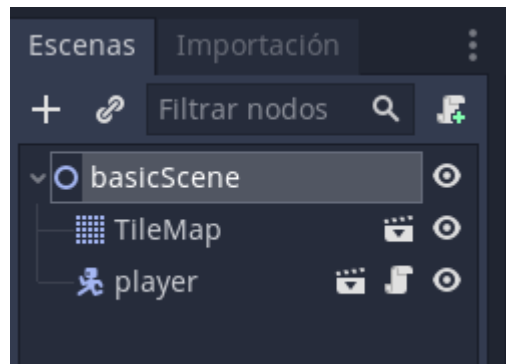 Escenas Importación
Filtrar nodos
basicScene
TileMap
player